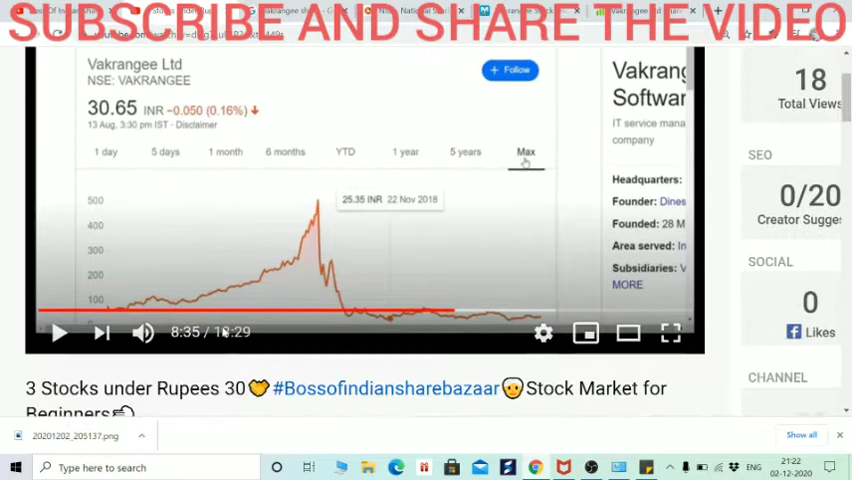 SUBSCRIBE AND SHARE THE VIDEO
Vakrangee Ltd
NSE: VAKRANGEE
+ Follow
30.65 INR −0.050 (0.16%)
13 Aug, 3:30 pm IST - Disclaimer
1 day 5 days 1 month 6 months YTD 1 year 5 years Max
500
400
300
200
100
25.35 INR 22 Nov 2018
Vakrang
Softwar
IT service mana
company
Headquarters:
Founder: Dines
Founded: 28 M
Area served: In
Subsidiaries: V
MORE
8:35
3 Stocks under Rupees 30 #Bossofindiansharebazaar Stock Market for
Beginners
18
Total Views
SEO
0/20
Creator Sugges
SOCIAL
0
Likes
CHANNEL
20201202_205137.png
Show all
Type here to search
ENG
21:22
02-12-2020